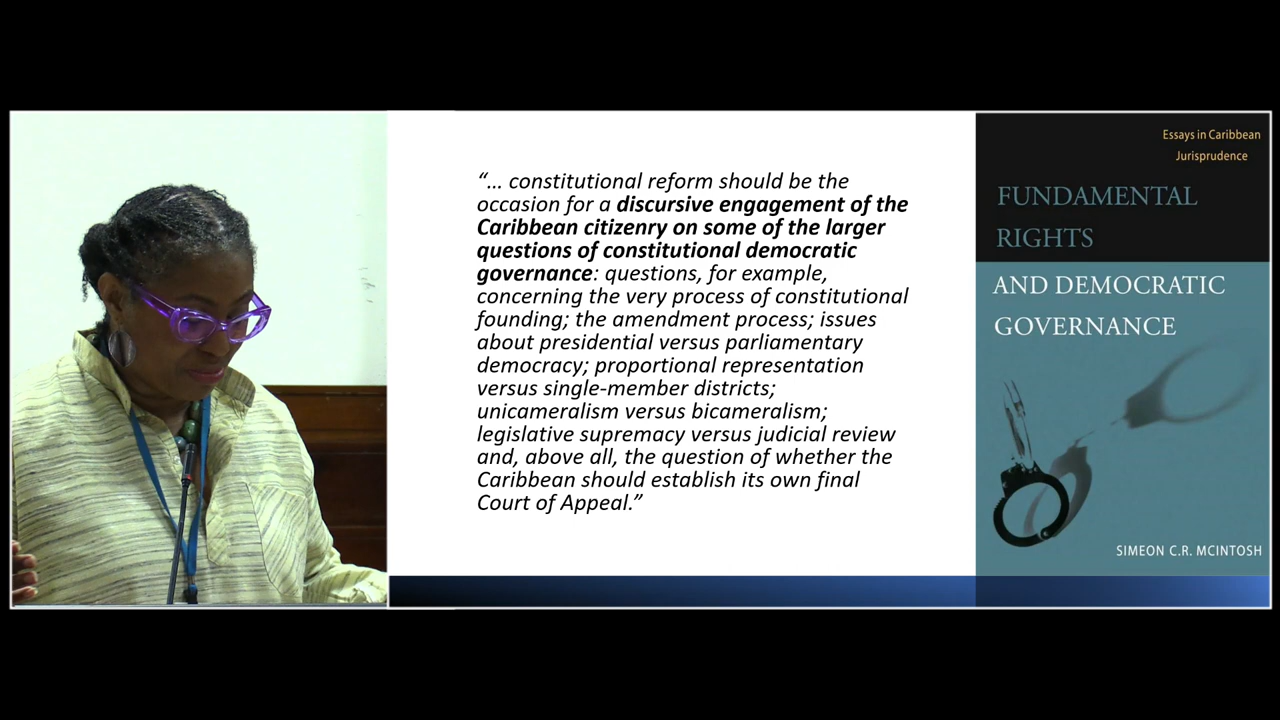 “... constitutional reform should be the
occasion for a discursive engagement of the
Caribbean citizenry on some of the larger
questions of constitutional democratic
governance: questions, for example,
concerning the very process of constitutional
founding; the amendment process; issues
about presidential versus parliamentary
democracy; proportional representation
versus single-member districts;
unicameralism versus bicameralism;
legislative supremacy versus judicial review
and, above all, the question of whether the
Caribbean should establish its own final
Court of Appeal.”
Essays in Caribbean
Jurisprudence
FUNDAMENTAL
RIGHTS
AND DEMOCRATIC
GOVERNANCE
SIMEON C.R. MCINTOSH